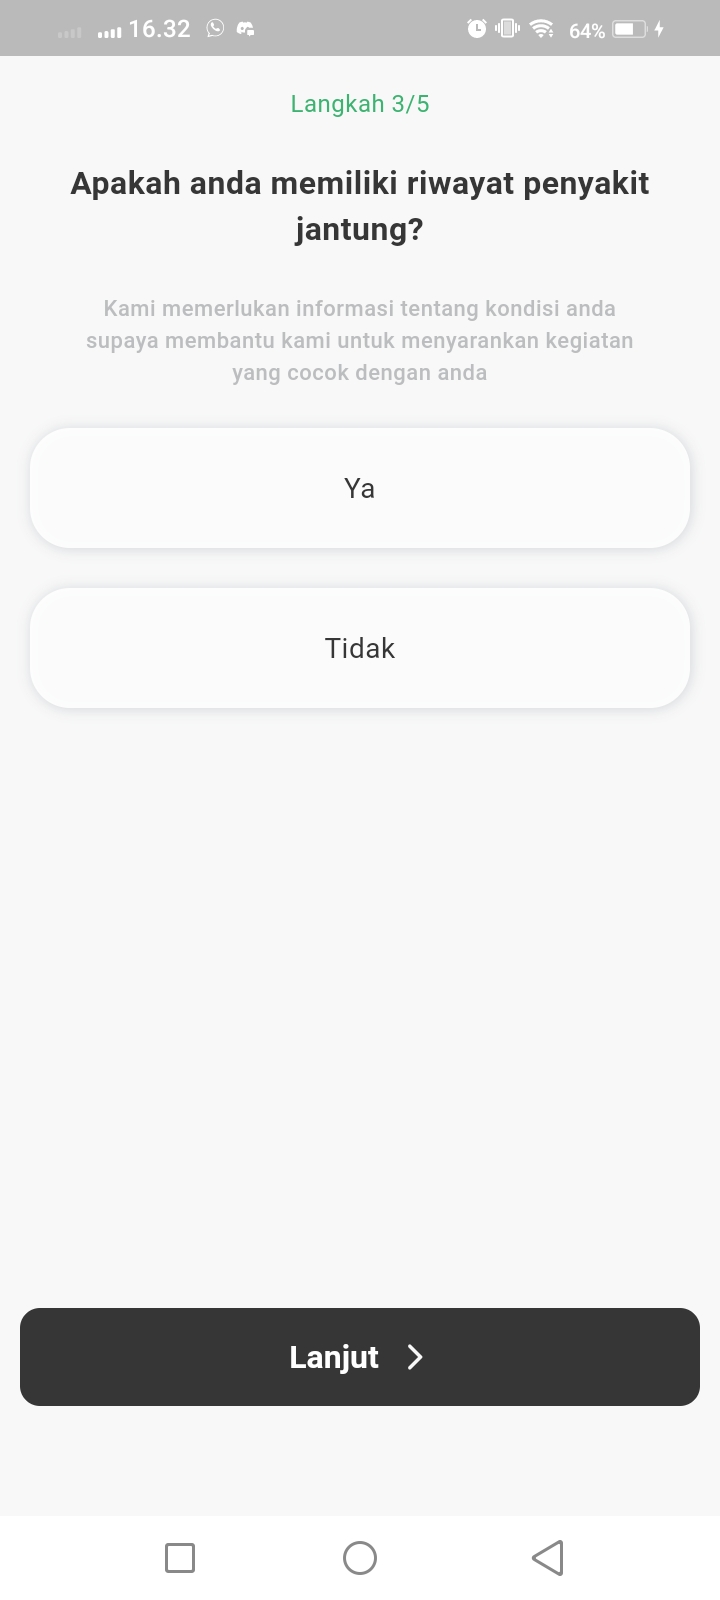 16.32
64%
Langkah 3/5
Apakah anda memiliki riwayat penyakit
jantung?
Kami memerlukan informasi tentang kondisi anda
supaya membantu kami untuk menyarankan kegiatan
yang cocok dengan anda
Ya
Tidak
Lanjut